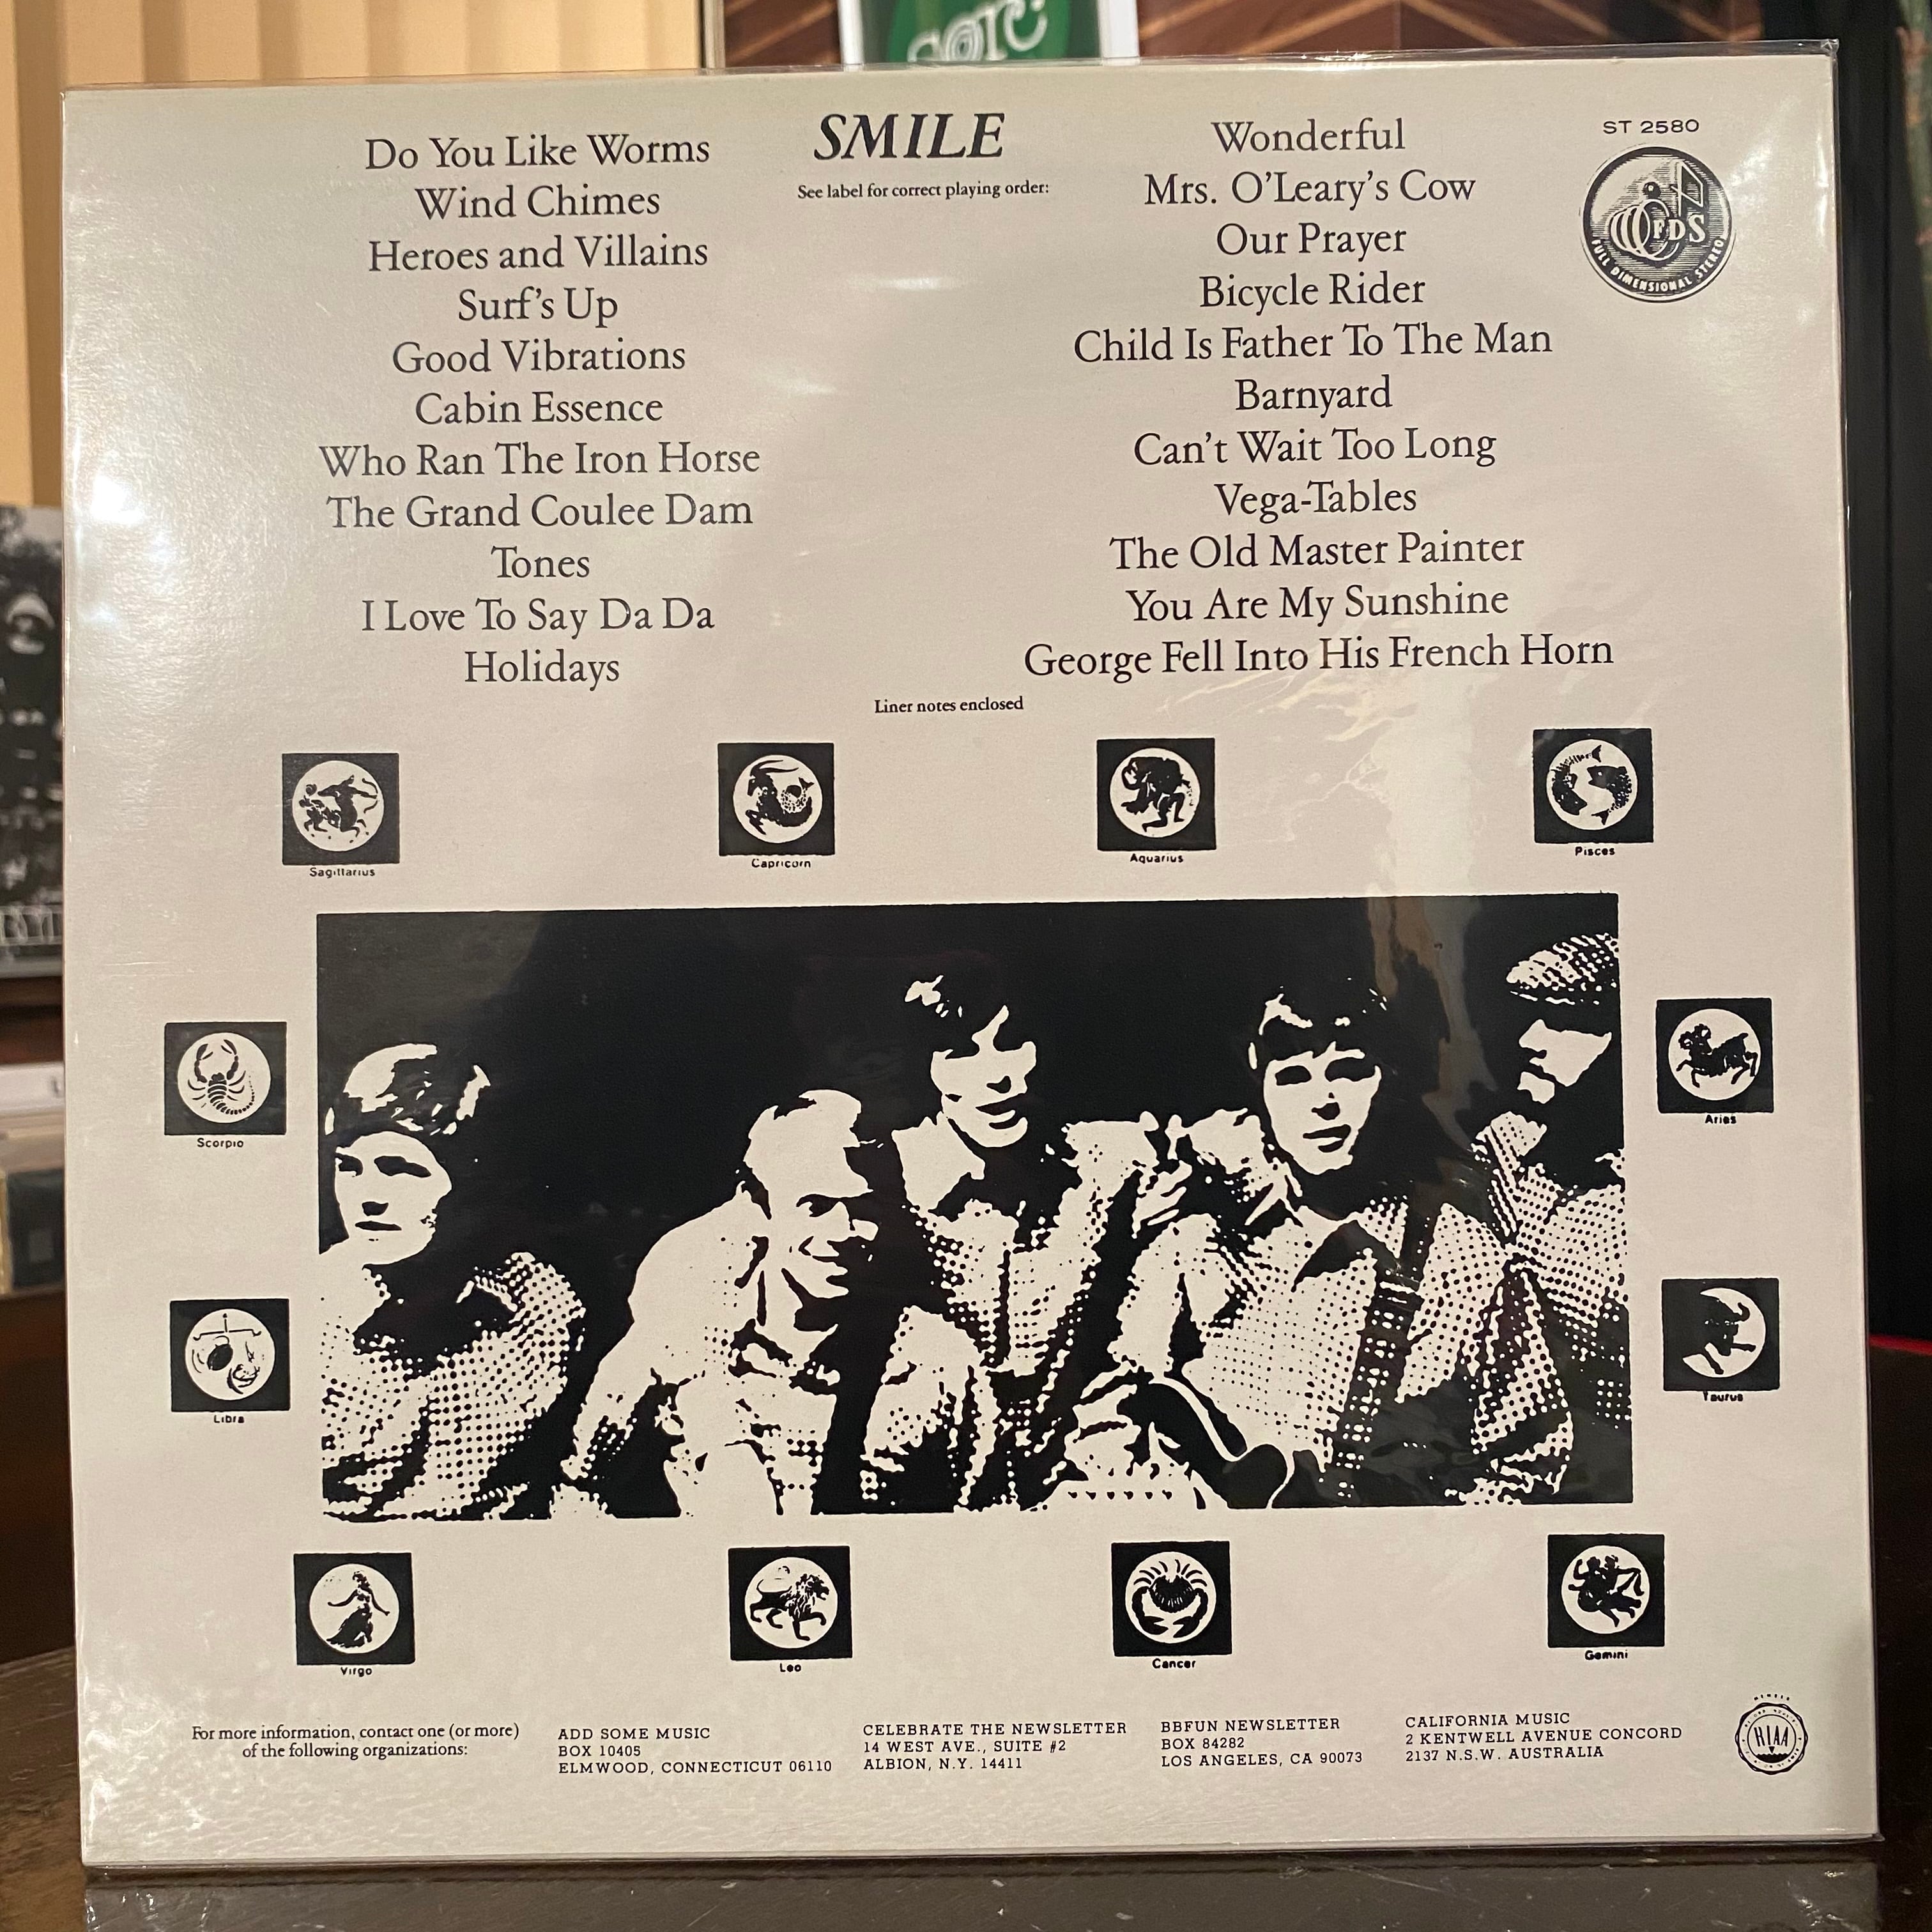 SMILE
See label for correct playing order:
Do You Like Worms
Wind Chimes
Heroes and Villains
Surf's Up
Good Vibrations
Cabin Essence
Who Ran The Iron Horse
The Grand Coulee Dam
Tones
I Love To Say Da Da
Holidays
Wonderful
Mrs. O'Leary's Cow
Our Prayer
Bicycle Rider
Child Is Father To The Man
Barnyard
Can't Wait Too Long
Vega-Tables
The Old Master Painter
You Are My Sunshine
George Fell Into His French Horn
ST 2580
FDS
FULL DIMENSIONAL STEREO
Liner notes enclosed
Sagittarius
Capricorn
Aquarius
Pisces
Scorpio
Aries
Libra
Taurus
Virgo
Leo
Cancer
Gemini
For more information, contact one (or more)
of the following organizations:
ADD SOME MUSIC
BOX 10405
ELMWOOD, CONNECTICUT 06110
CELEBRATE THE NEWSLETTER
14 WEST AVE., SUITE #2
ALBION, N.Y. 14411
BBFUN NEWSLETTER
BOX 84282
LOS ANGELES, CA 90073
CALIFORNIA MUSIC
2 KENTWELL AVENUE CONCORD
2137 N.S.W. AUSTRALIA